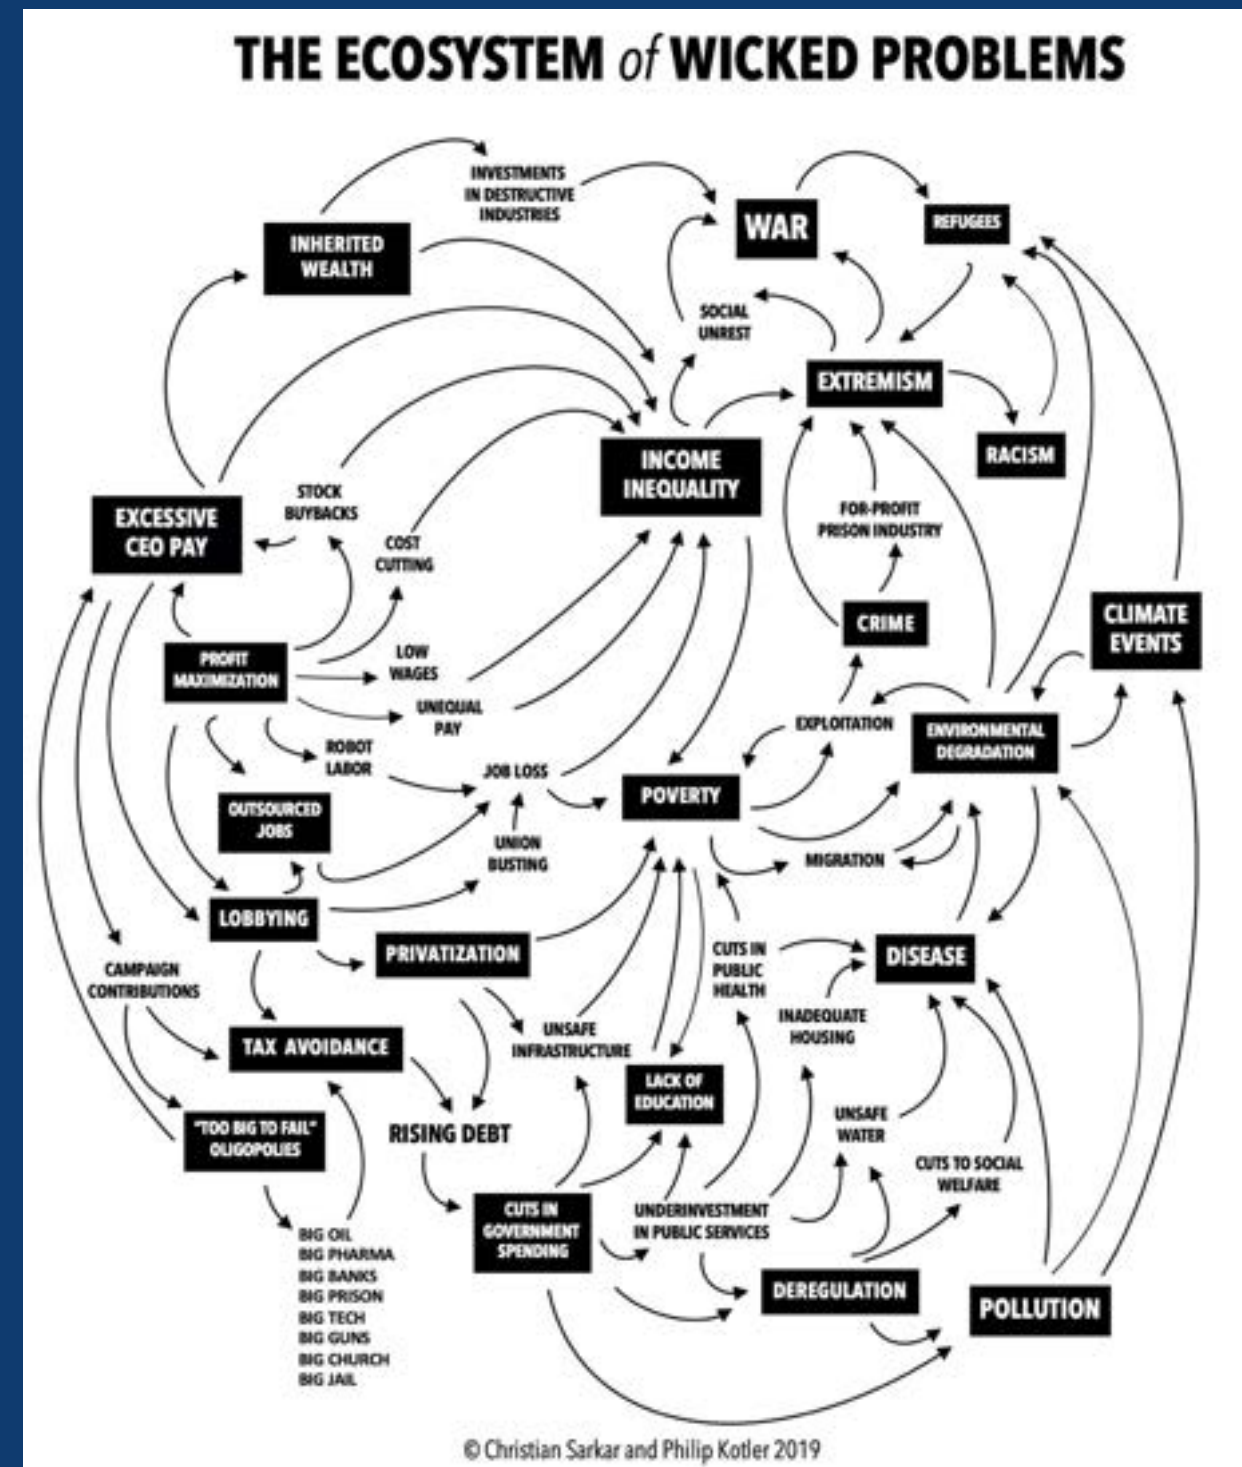 THE ECOSYSTEM of WICKED PROBLEMS
INVESTMENTS
IN DESTRUCTIVE
INDUSTRIES
WAR
REFUGEES
INHERITED
WEALTH
SOCIAL
UNREST
EXTREMISM
RACISM
INCOME
INEQUALITY
STOCK
BUYBACKS
EXCESSIVE
CEO PAY
COST
CUTTING
FOR-PROFIT
PRISON INDUSTRY
CRIME
CLIMATE
EVENTS
PROFIT
MAXIMIZATION
LOW
WAGES
UNEQUAL
PAY
EXPLOITATION
ENVIRONMENTAL
DEGRADATION
ROBOT
LABOR
JOB LOSS
POVERTY
OUTSOURCED
JOBS
UNION
BUSTING
MIGRATION
LOBBYING
PRIVATIZATION
CUTS IN
PUBLIC
HEALTH
DISEASE
CAMPAIGN
CONTRIBUTIONS
INADEQUATE
HOUSING
TAX AVOIDANCE
UNSAFE
INFRASTRUCTURE
LACK OF
EDUCATION
"TOO BIG TO FAIL"
OLIGOPOLIES
RISING DEBT
UNSAFE
WATER
CUTS TO SOCIAL
WELFARE
CUTS IN
GOVERNMENT
SPENDING
UNDERINVESTMENT
IN PUBLIC SERVICES
BIG OIL
BIG PHARMA
BIG BANKS
BIG PRISON
BIG TECH
BIG GUNS
BIG CHURCH
BIG JAIL
DEREGULATION
POLLUTION
© Christian Sarkar and Philip Kotler 2019